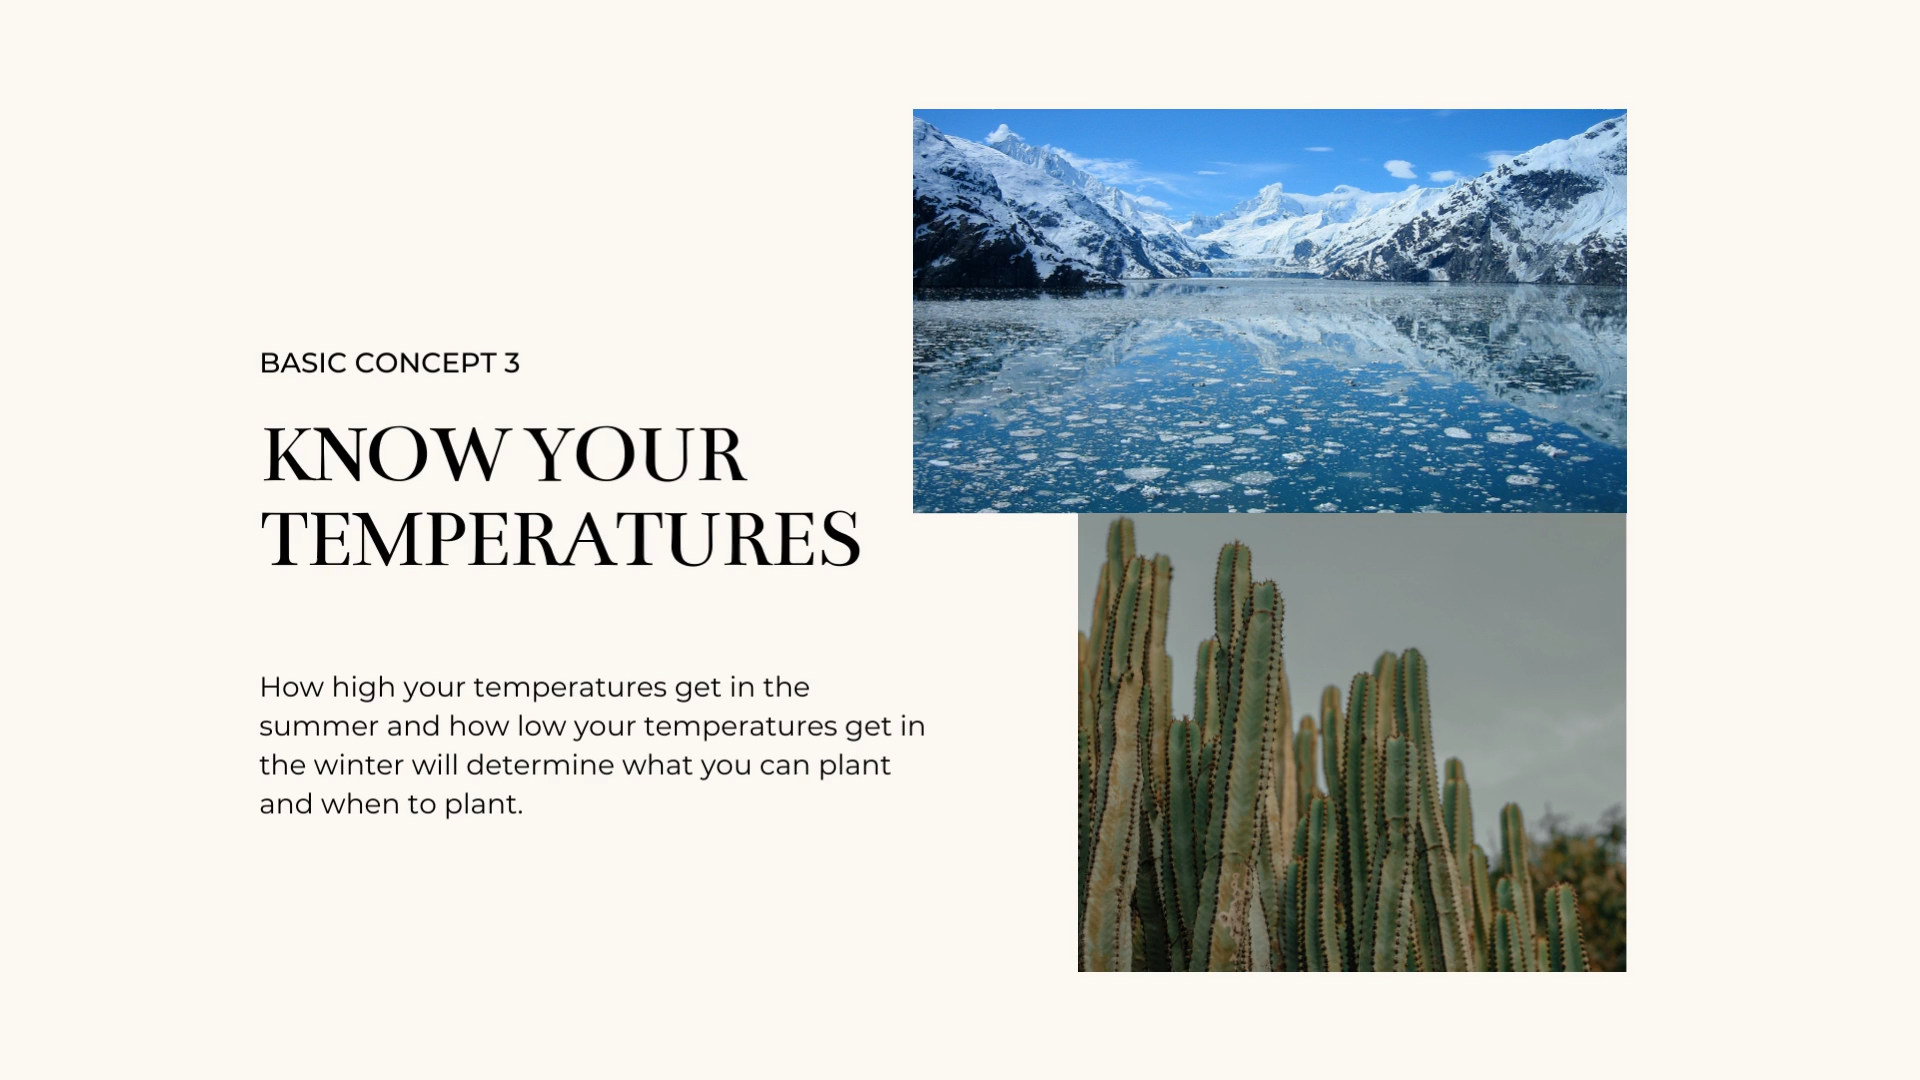 BASIC CONCEPT 3
KNOW YOUR
TEMPERATURES
How high your temperatures get in the
summer and how low your temperatures get in
the winter will determine what you can plant
and when to plant.